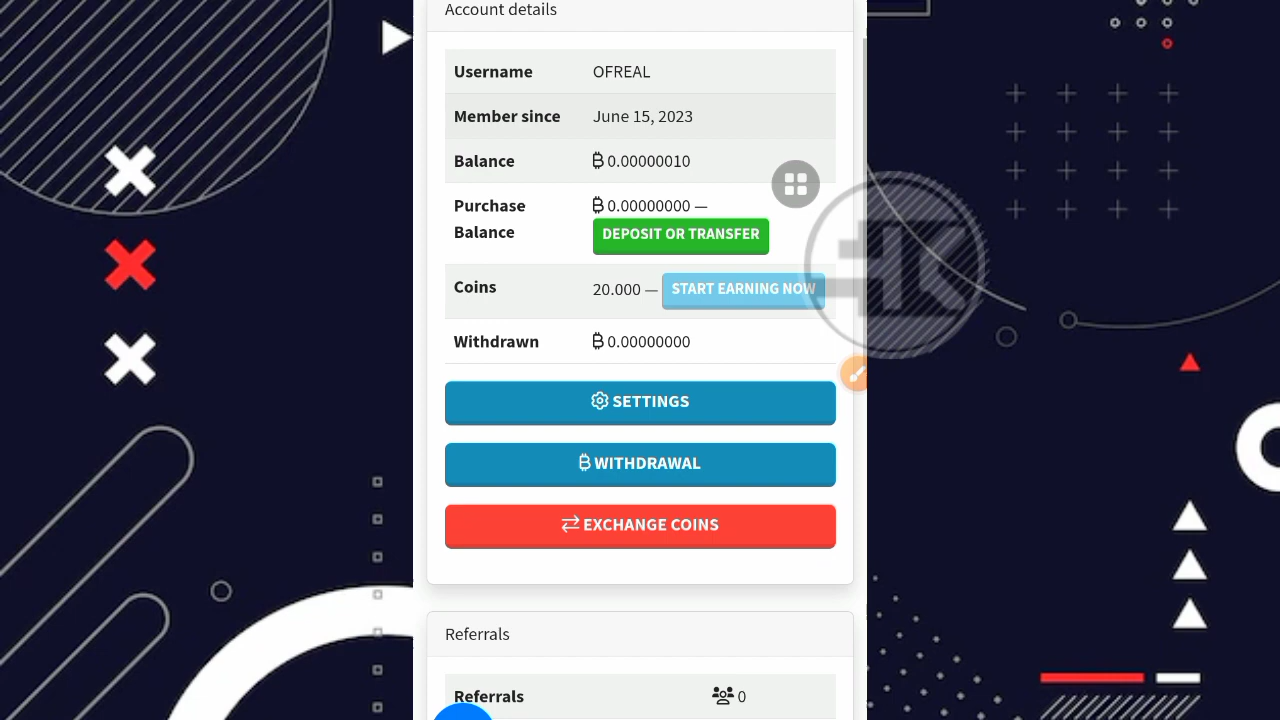 Account details
Username OFREAL
Member since June 15, 2023
Balance ₿ 0.00000010
Purchase Balance ₿ 0.00000000 —
DEPOSIT OR TRANSFER
Coins 20.000 — START EARNING NOW
Withdrawn ₿ 0.00000000
SETTINGS
₿ WITHDRAWAL
EXCHANGE COINS
Referrals
Referrals 0